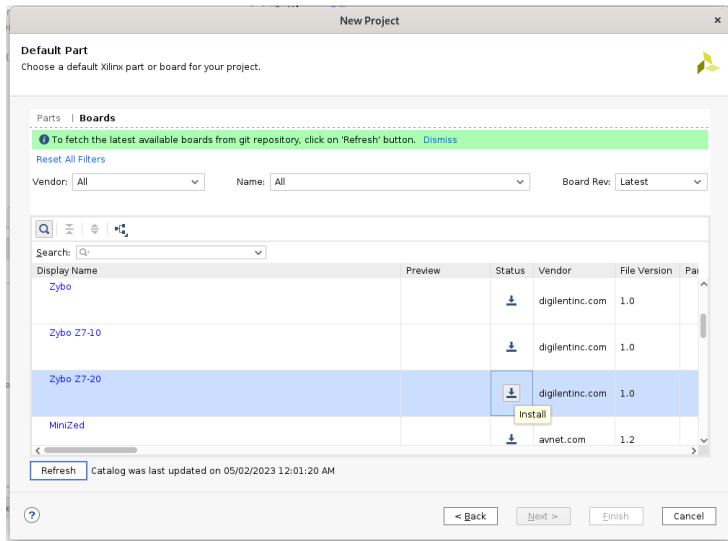 New Project
Default Part
Choose a default Xilinx part or board for your project.
Parts | Boards
To fetch the latest available boards from git repository, click on 'Refresh' button. Dismiss
Reset All Filters
Vendor: All Name: All Board Rev: Latest
Search: Q-
Display Name Preview Status Vendor File Version Par
Zybo digilentinc.com 1.0
Zybo Z7-10 digilentinc.com 1.0
Zybo Z7-20 digilentinc.com 1.0
Install
MiniZed avnet.com 1.2
Refresh Catalog was last updated on 05/02/2023 12:01:20 AM
? < Back Next > Finish Cancel